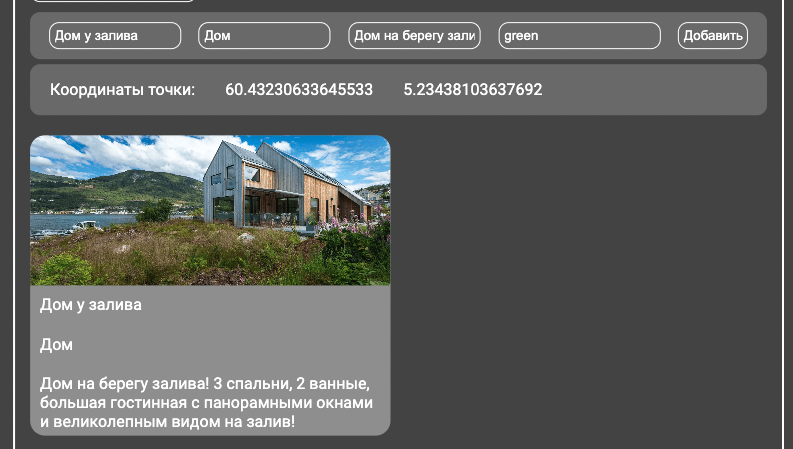 Дом у залива Дом Дом на берегу зали green Добавить
Координаты точки: 60.43230633645533 5.23438103637692
Дом у залива
Дом
Дом на берегу залива! 3 спальни, 2 ванные,
большая гостинная с панорамными окнами
и великолепным видом на залив!